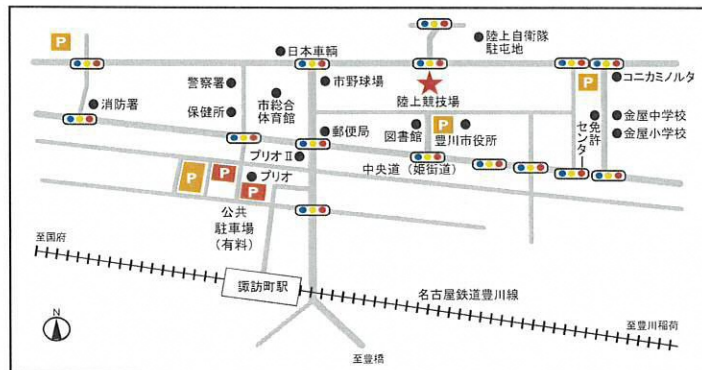 陸上自衛隊
駐屯地
日本車輌
P
警察署
市野球場
P
コニカミノルタ
陸上競技場
消防署
保健所
市総合
体育館
郵便局
図書館
P
豊川市役所
免許
センター
金屋中学校
金屋小学校
プリオⅡ
中央道（姫街道）
P
P
プリオ
P
公共
駐車場
（有料）
至国府
諏訪町駅
名古屋鉄道豊川線
至豊川稲荷
N
至豊橋